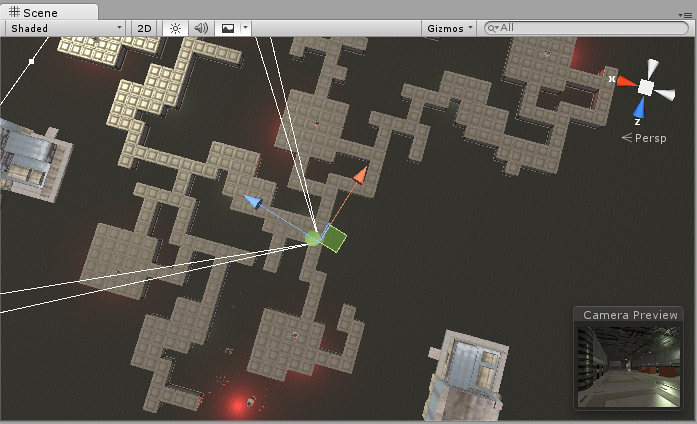 Scene
Shaded
2D
Gizmos
All
x
z
Persp
Camera Preview